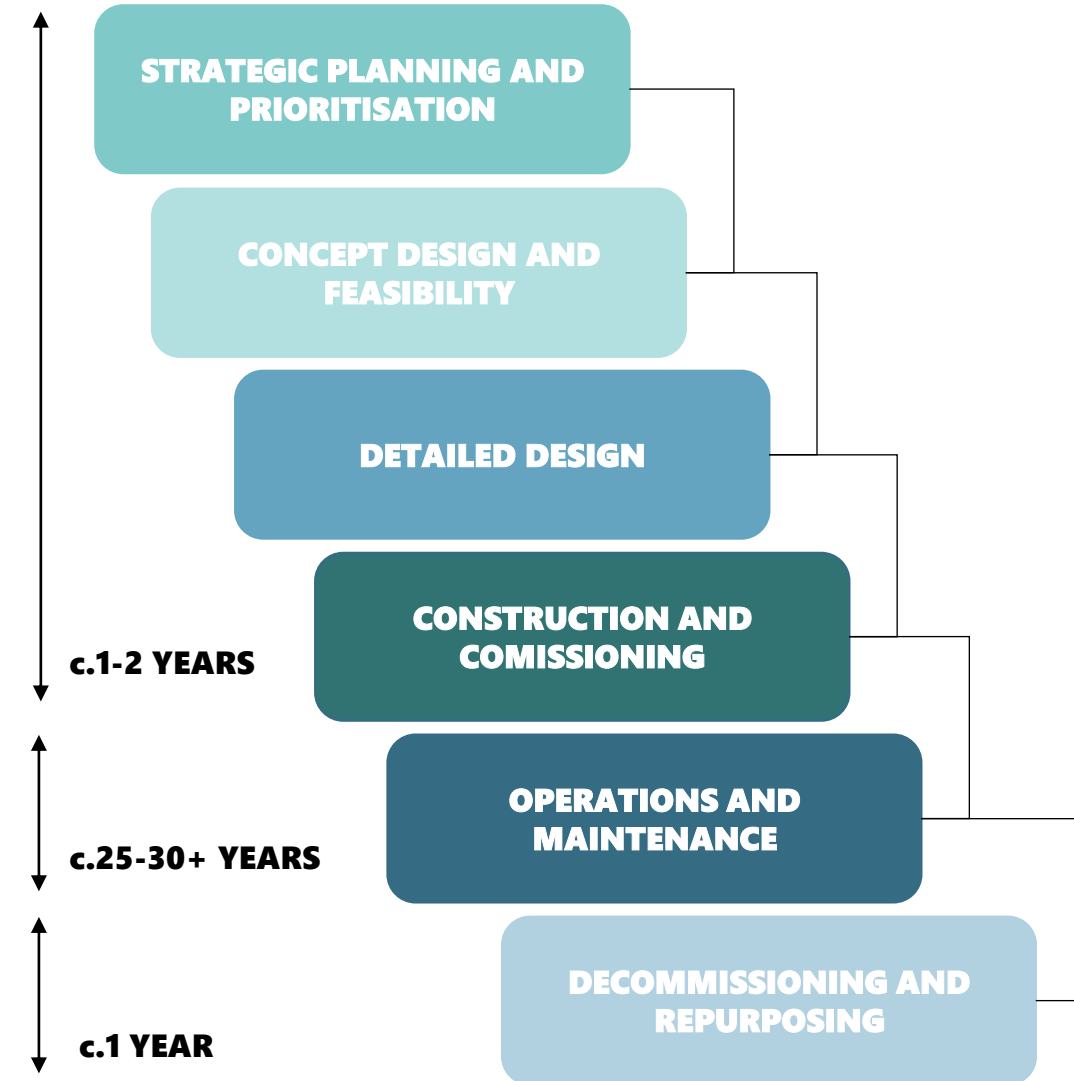 STRATEGIC PLANNING AND
PRIORITISATION
CONCEPT DESIGN AND
FEASIBILITY
DETAILED DESIGN
CONSTRUCTION AND
COMISSIONING
c.1-2 YEARS
OPERATIONS AND
MAINTENANCE
c.25-30+ YEARS
DECOMMISSIONING AND
REPURPOSING
c.1 YEAR